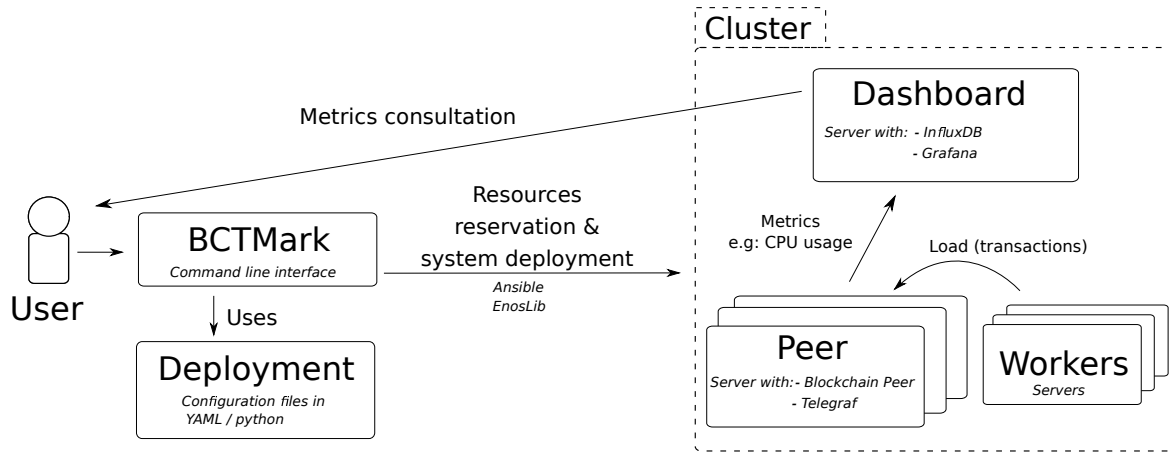 Cluster
Dashboard
Server with: - InfluxDB
- Grafana
Metrics consultation
Resources
reservation &
system deployment
Ansible
EnosLib
BCTMark
Command line interface
User
Uses
Deployment
Configuration files in
YAML / python
Metrics
e.g: CPU usage
Load (transactions)
Peer
Server with:- Blockchain Peer
- Telegraf
Workers
Servers